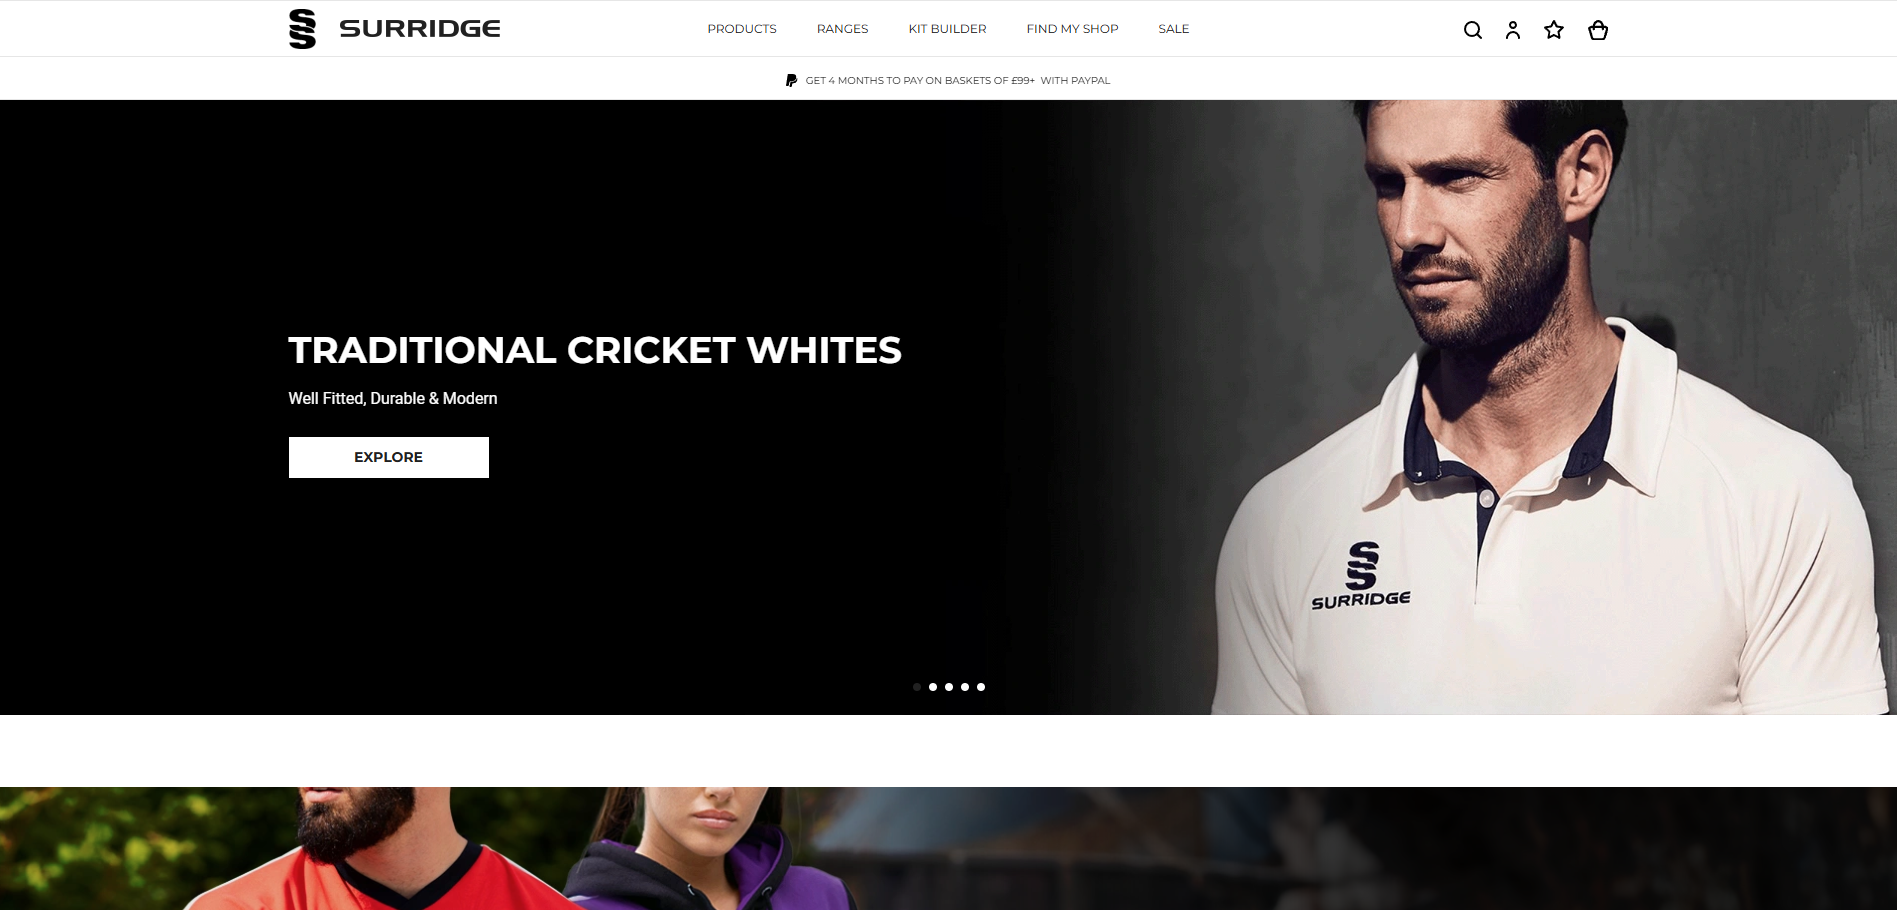 SURRIDGE
PRODUCTS
RANGES
KIT BUILDER
FIND MY SHOP
SALE
GET 4 MONTHS TO PAY ON BASKETS OF £99+ WITH PAYPAL
TRADITIONAL CRICKET WHITES
Well Fitted, Durable & Modern
EXPLORE
SURRIDGE